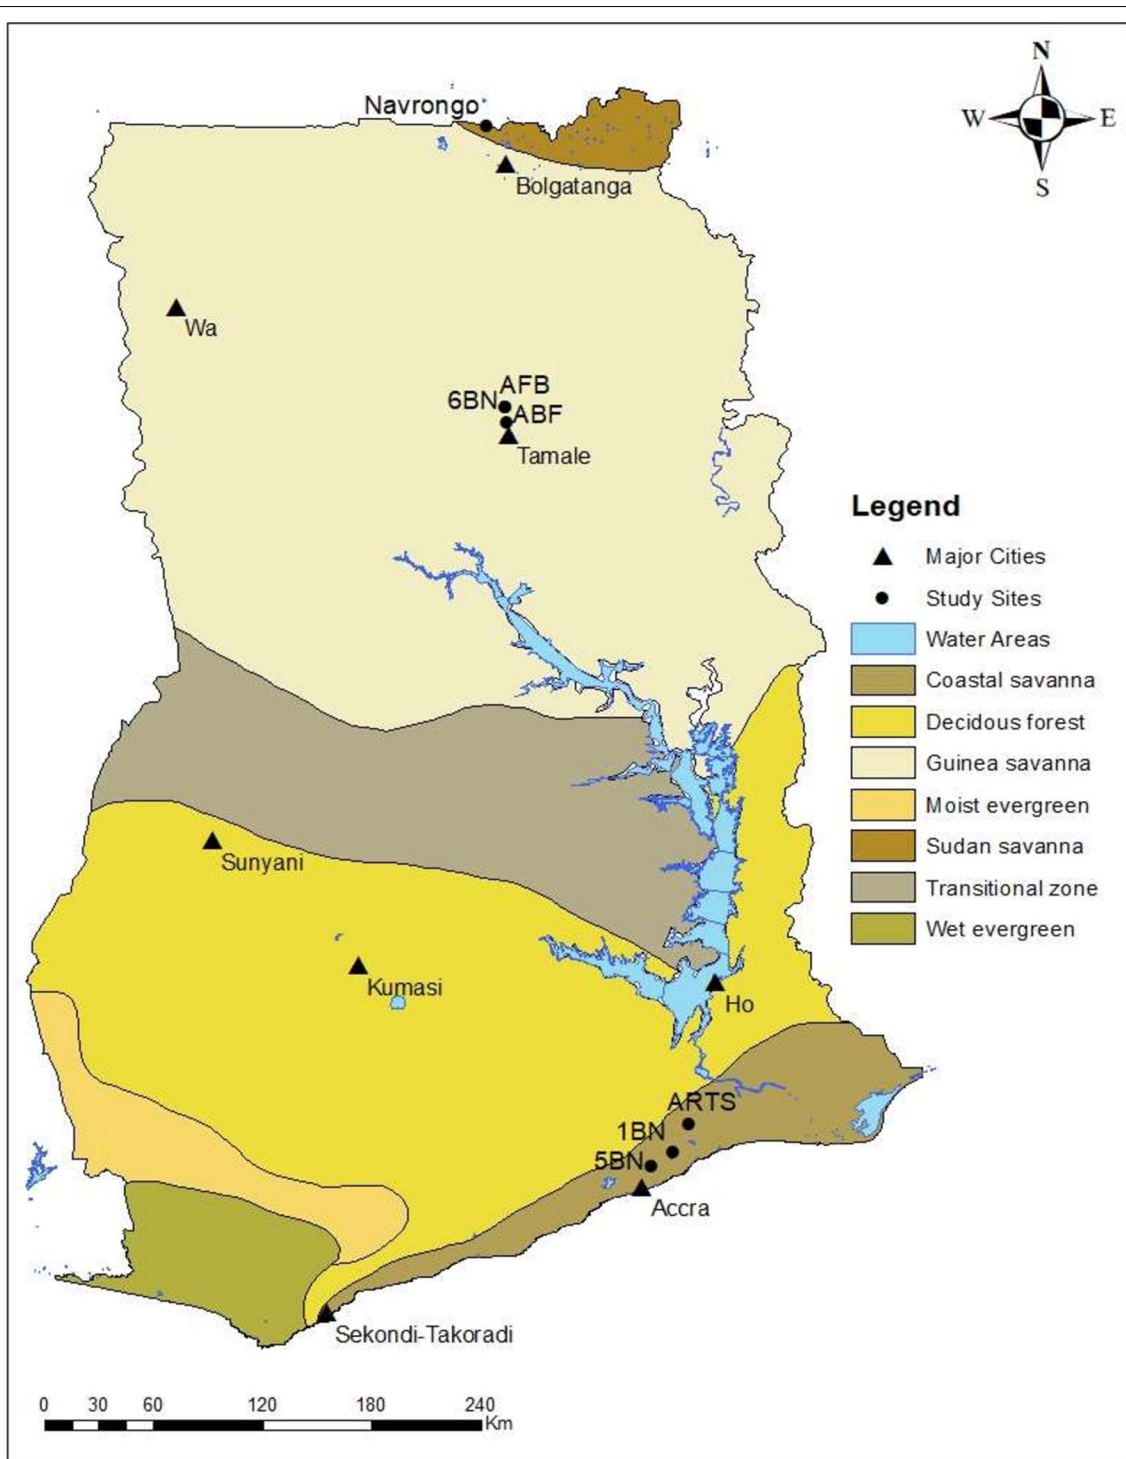 N
W E
S
Navrongo
Bolgatanga
Wa
AFB
6BN
ABF
Tamale
Legend
Major Cities
Study Sites
Water Areas
Coastal savanna
Decidous forest
Guinea savanna
Moist evergreen
Sudan savanna
Transitional zone
Wet evergreen
Sunyani
Kumasi
Ho
ARTS
1BN
5BN
Accra
Sekondi-Takoradi
0 30 60 120 180 240
Km